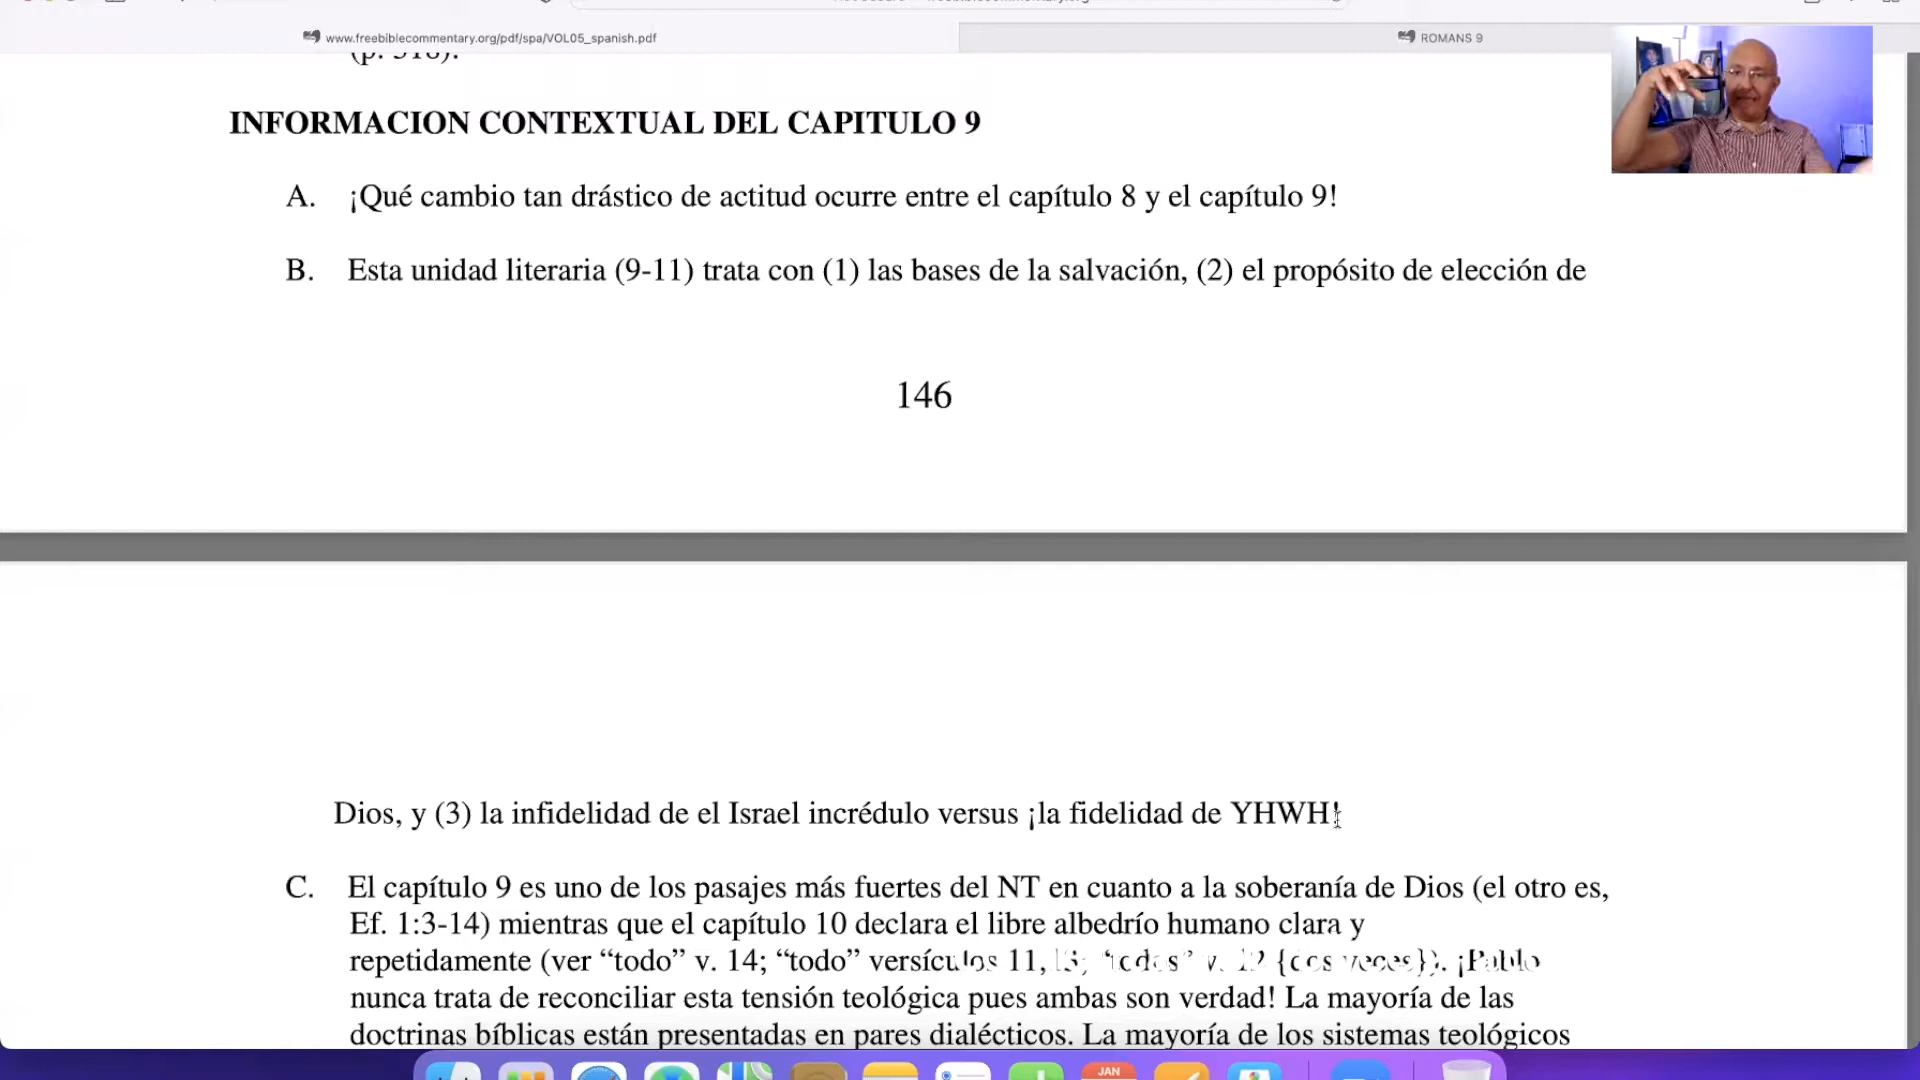 www.freebiblecommentary.org/pdf/spa/VOL05_spanish.pdf
ROMANS 9
INFORMACION CONTEXTUAL DEL CAPITULO 9
A. ¡Qué cambio tan drástico de actitud ocurre entre el capítulo 8 y el capítulo 9!
B. Esta unidad literaria (9-11) trata con (1) las bases de la salvación, (2) el propósito de elección de
146
Dios, y (3) la infidelidad de el Israel incrédulo versus ¡la fidelidad de YHWH!
C. El capítulo 9 es uno de los pasajes más fuertes del NT en cuanto a la soberanía de Dios (el otro es,
Ef. 1:3-14) mientras que el capítulo 10 declara el libre albedrío humano clara y
repetidamente (ver “todo” v. 14; “todo” versículos 11, {dos veces}). ¡Pablo
nunca trata de reconciliar esta tensión teológica pues ambas son verdad! La mayoría de las
doctrinas bíblicas están presentadas en pares dialécticos. La mayoría de los sistemas teológicos
JAN